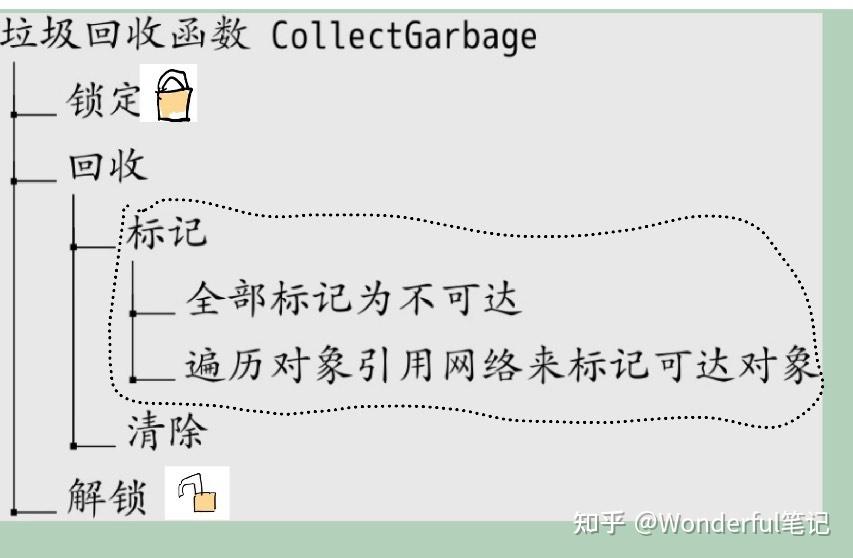 垃圾回收函数 CollectGarbage
锁定
回收
标记
全部标记为不可达
遍历对象引用网络来标记可达对象
清除
解锁
知乎 @Wonderful笔记